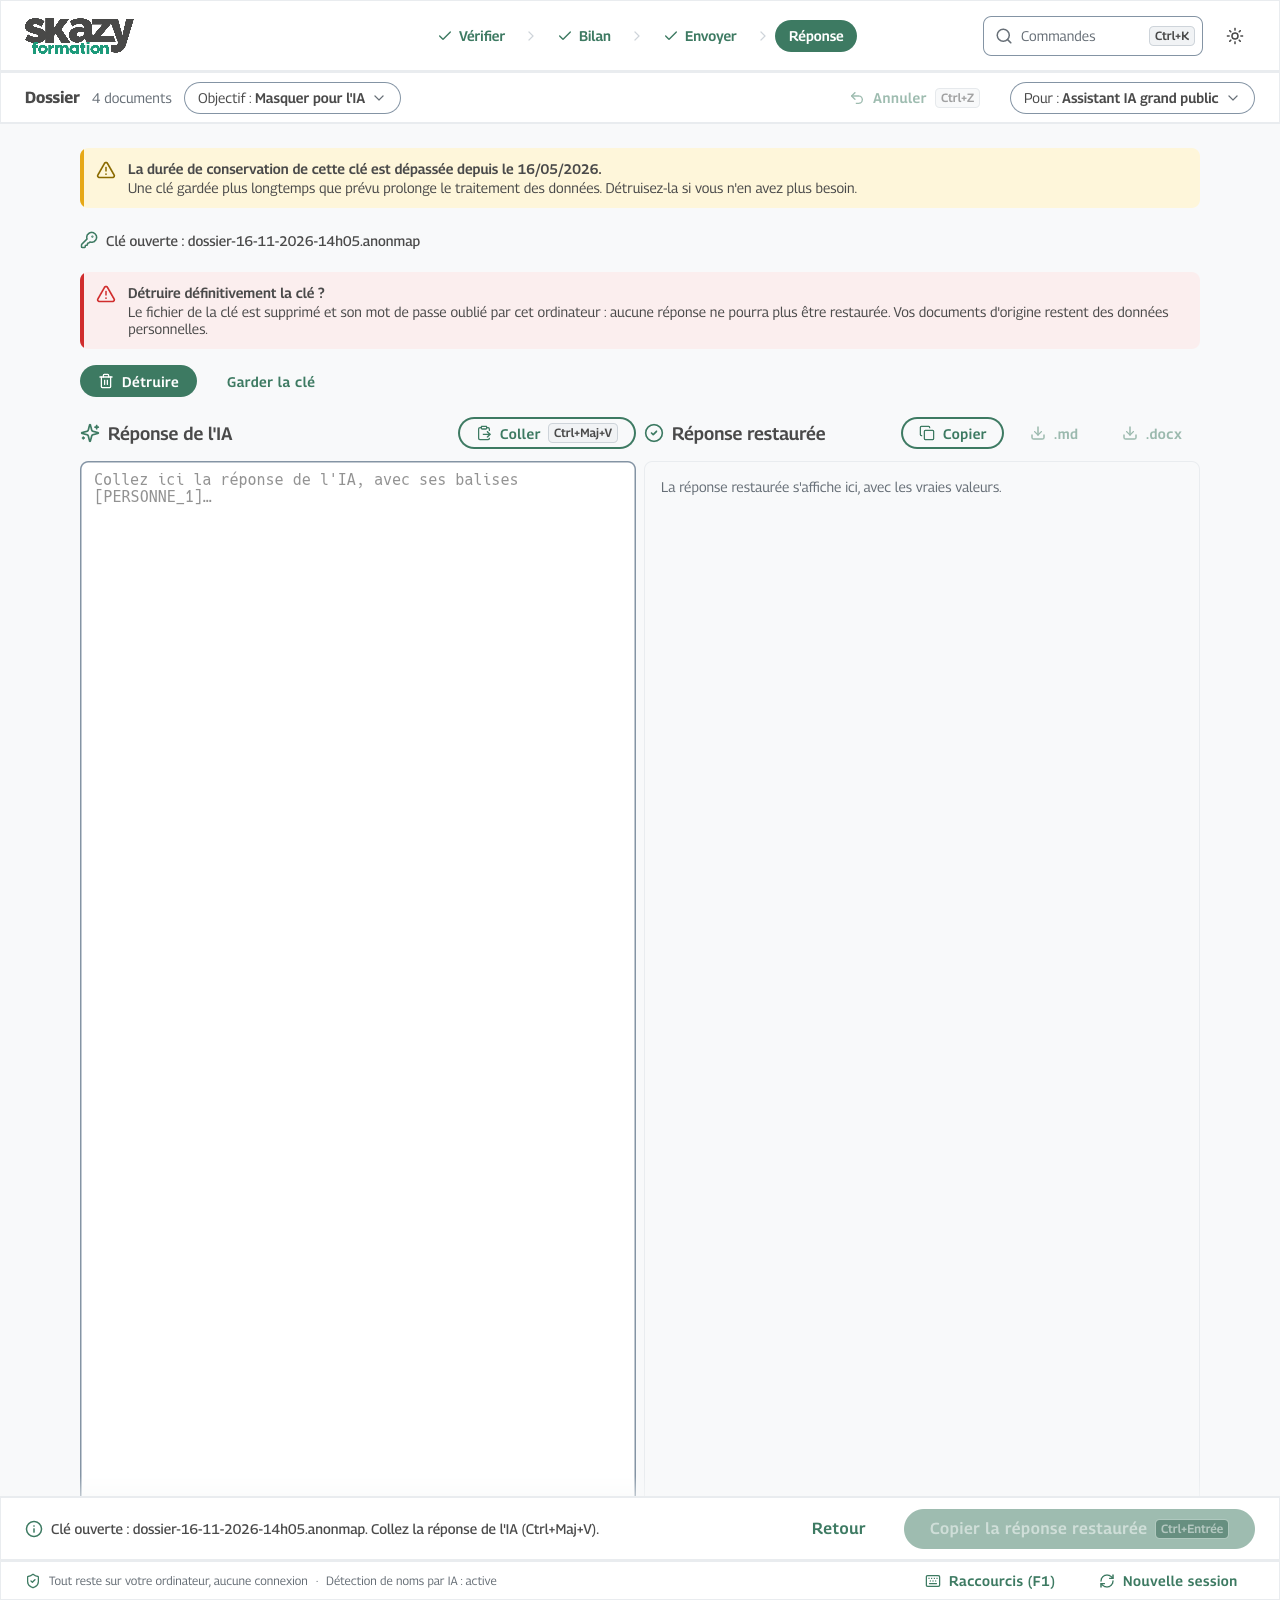 skazy
formation
Vérifier
Bilan
Envoyer
Réponse
Commandes
Ctrl+K
Dossier
4 documents
Objectif : Masquer pour l'IA
Annuler
Ctrl+Z
Pour : Assistant IA grand public
La durée de conservation de cette clé est dépassée depuis le 16/05/2026.
Une clé gardée plus longtemps que prévu prolonge le traitement des données. Détruisez-la si vous n'en avez plus besoin.
Clé ouverte : dossier-16-11-2026-14h05.anonmap
Détruire définitivement la clé ?
Le fichier de la clé est supprimé et son mot de passe oublié par cet ordinateur : aucune réponse ne pourra plus être restaurée. Vos documents d'origine restent des données
personnelles.
Détruire
Garder la clé
Réponse de l'IA
Coller
Ctrl+Maj+V
Réponse restaurée
Copier
.md
.docx
Collez ici la réponse de l'IA, avec ses balises
[PERSONNE_1]…
La réponse restaurée s'affiche ici, avec les vraies valeurs.
Clé ouverte : dossier-16-11-2026-14h05.anonmap. Collez la réponse de l'IA (Ctrl+Maj+V).
Retour
Copier la réponse restaurée
Ctrl+Entrée
Tout reste sur votre ordinateur, aucune connexion · Détection de noms par IA : active
Raccourcis (F1)
Nouvelle session